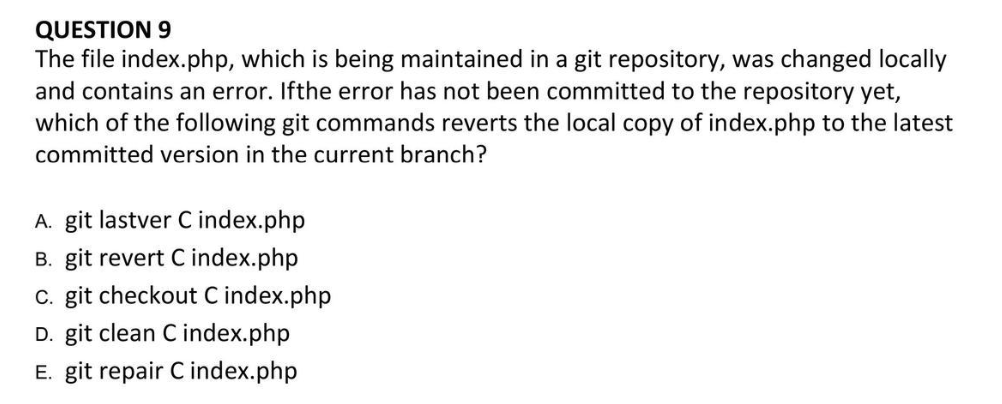 QUESTION 9
The file index.php, which is being maintained in a git repository, was changed locally
and contains an error. Ifthe error has not been committed to the repository yet,
which of the following git commands reverts the local copy of index.php to the latest
committed version in the current branch?
A. git lastver C index.php
B. git revert C index.php
C. git checkout C index.php
D. git clean C index.php
E. git repair C index.php